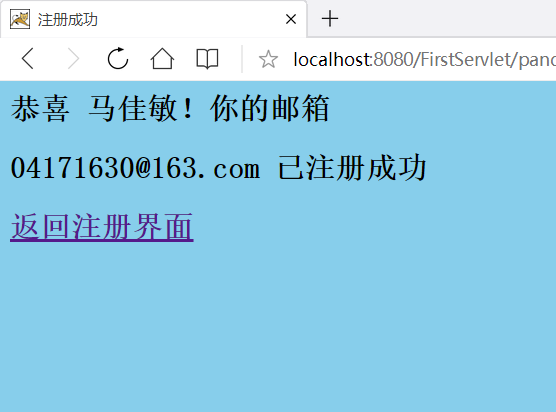 注册成功
localhost:8080/FirstServlet/panc
恭喜 马佳敏！你的邮箱
04171630@163.com 已注册成功
返回注册界面